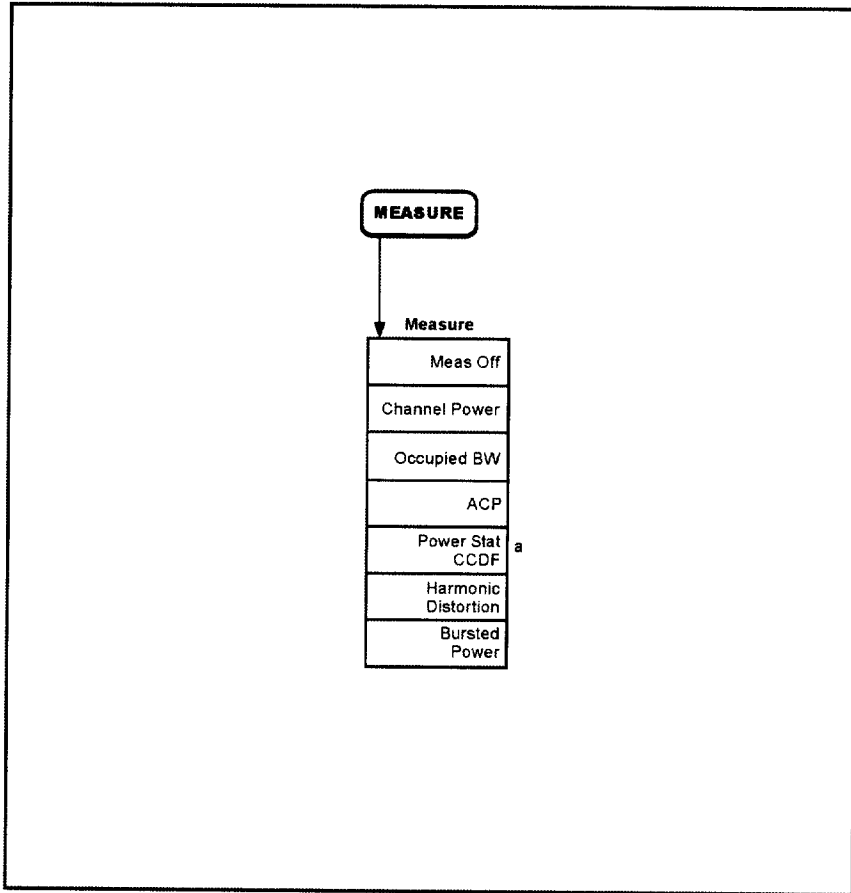 MEASURE
Measure
Meas Off
Channel Power
Occupied BW
ACP
Power Stat
CCDF
a
Harmonic
Distortion
Bursted
Power